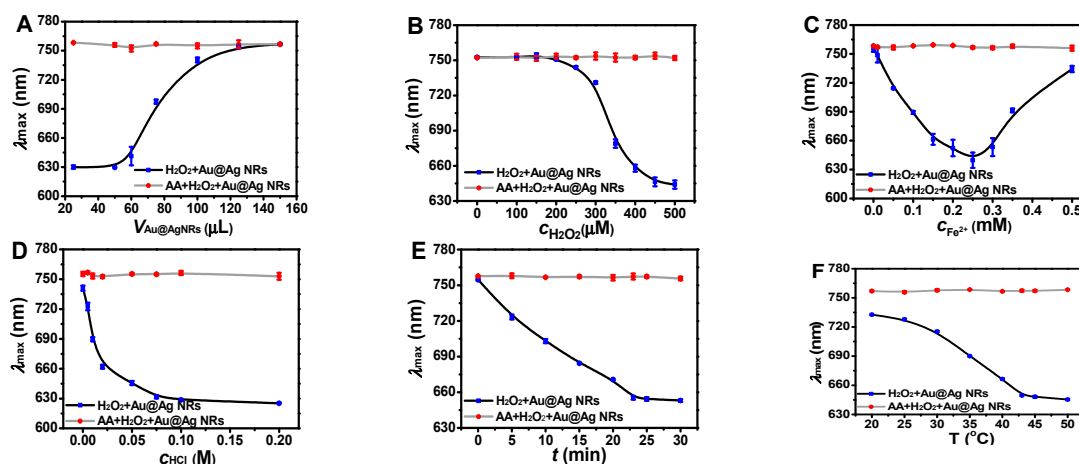 A
780
750
720
690
660
630
600
λmax (nm)
H₂O₂+Au@Ag NRs
AA+H₂O₂+Au@Ag NRs
20 40 60 80 100 120 140 160
VAu@AgNRs (μL)
B
780
750
720
690
660
630
600
λmax (nm)
H₂O₂+Au@Ag NRs
AA+H₂O₂+Au@Ag NRs
0 100 200 300 400 500
cH₂O₂(μM)
C
780
750
720
690
660
630
600
λmax (nm)
H₂O₂+Au@Ag NRs
AA+H₂O₂+Au@Ag NRs
0.0 0.1 0.2 0.3 0.4 0.5
cFe²⁺ (mM)
D
780
750
720
690
660
630
600
λmax (nm)
H₂O₂+Au@Ag NRs
AA+H₂O₂+Au@Ag NRs
0.00 0.05 0.10 0.15 0.20
cHCl (M)
E
780
750
720
690
660
630
λmax (nm)
H₂O₂+Au@Ag NRs
AA+H₂O₂+Au@Ag NRs
0 5 10 15 20 25 30
t (min)
F
780
752
725
698
670
643
λmax (nm)
H₂O₂+Au@Ag NRs
AA+H₂O₂+Au@Ag NRs
20 25 30 35 40 45 50
T (°C)